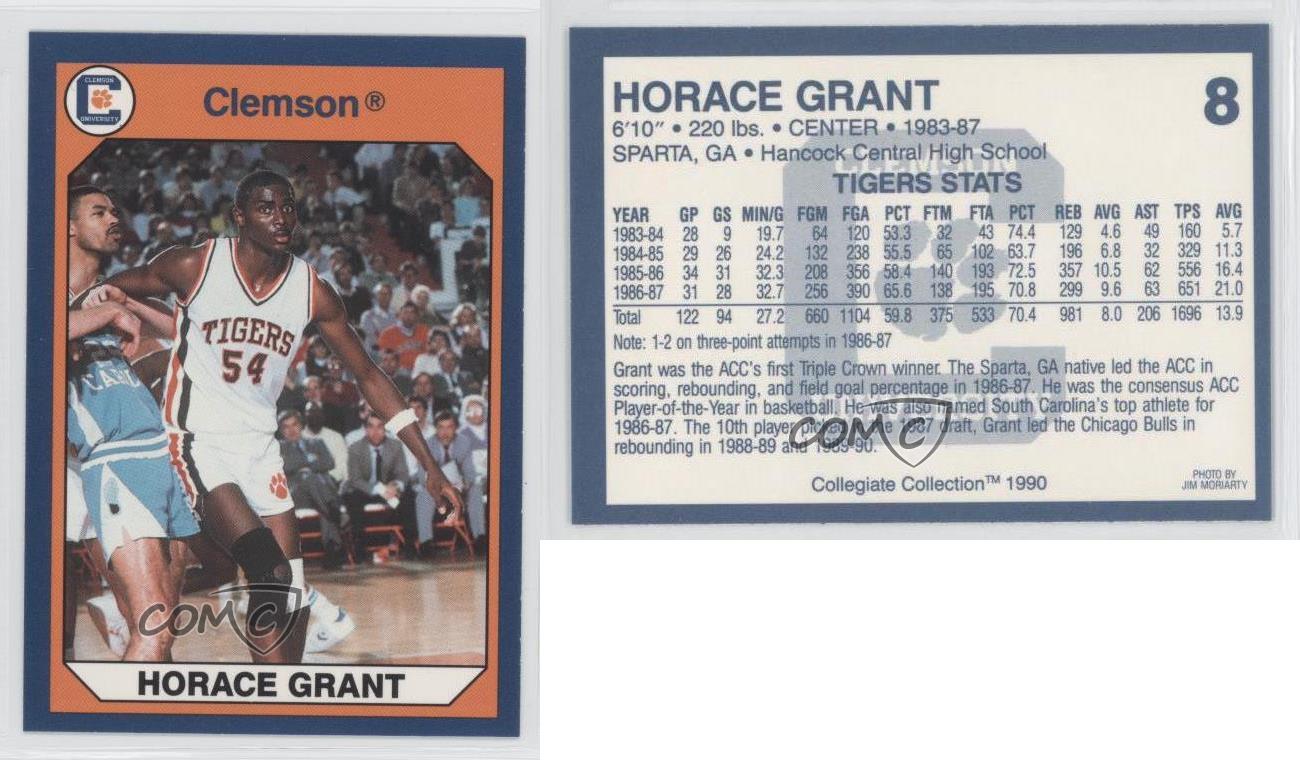 CLEMSON
C
UNIVERSITY
Clemson®
CAROL
TIGERS
54
COMC
HORACE GRANT
HORACE GRANT 8
6'10" • 220 lbs. • CENTER • 1983-87
SPARTA, GA • Hancock Central High School
TIGERS STATS
YEAR GP GS MIN/G FGM FGA PCT FTM FTA PCT REB AVG AST TPS AVG
1983-84 28 9 19.7 64 120 53.3 32 43 74.4 129 4.6 49 160 5.7
1984-85 29 26 24.2 132 238 55.5 65 102 63.7 196 6.8 32 329 11.3
1985-86 34 31 32.3 208 356 58.4 140 193 72.5 357 10.5 62 556 16.4
1986-87 31 28 32.7 256 390 65.6 138 195 70.8 299 9.6 63 651 21.0
Total 122 94 27.2 660 1104 59.8 375 533 70.4 981 8.0 206 1696 13.9
Note: 1-2 on three-point attempts in 1986-87
Grant was the ACC's first Triple Crown winner. The Sparta, GA native led the ACC in
scoring, rebounding, and field goal percentage in 1986-87. He was the consensus ACC
Player-of-the-Year in basketball. He was also named South Carolina's top athlete for
1986-87. The 10th player picked in the 1987 draft, Grant led the Chicago Bulls in
rebounding in 1988-89 and 1989-90.
COMC
Collegiate Collection™ 1990
PHOTO BY
JIM MORIARTY